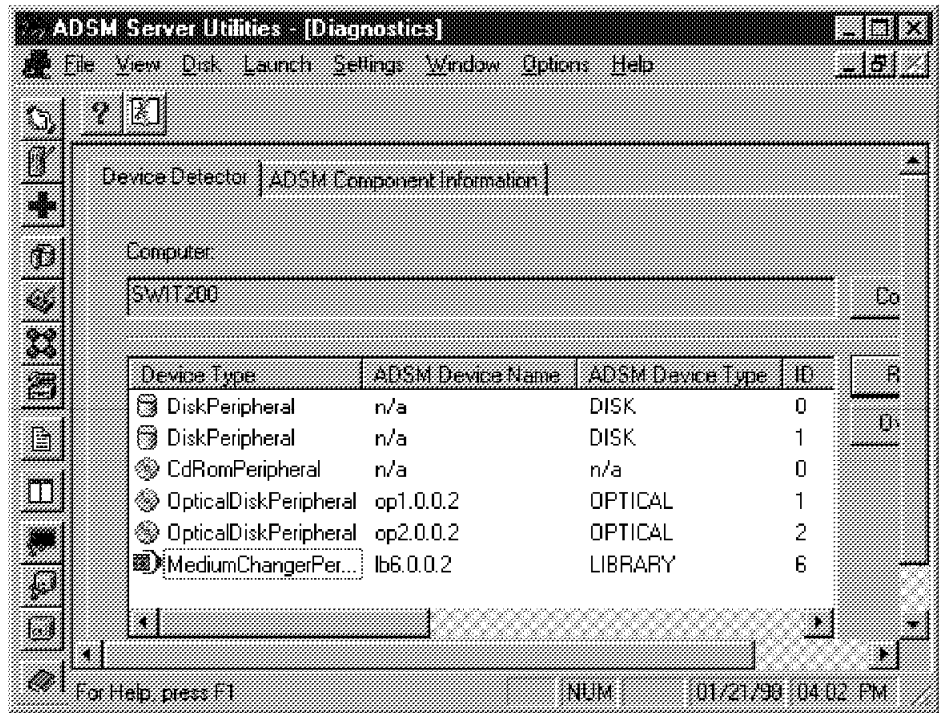 ADSM Server Utilities - [Diagnostics]
File View Disk Launch Settings Window Options Help
?
Device Detector ADSM Component Information
Computer:
SWIT200
Co
Device Type ADSM Device Name ADSM Device Type ID
R
DiskPeripheral n/a DISK 0
DiskPeripheral n/a DISK 1
CdRomPeripheral n/a n/a 0
OpticalDiskPeripheral op1.0.0.2 OPTICAL 1
OpticalDiskPeripheral op2.0.0.2 OPTICAL 2
MediumChangerPer... lb6.0.0.2 LIBRARY 6
For Help, press F1 NUM 01/21/98 04:02 PM